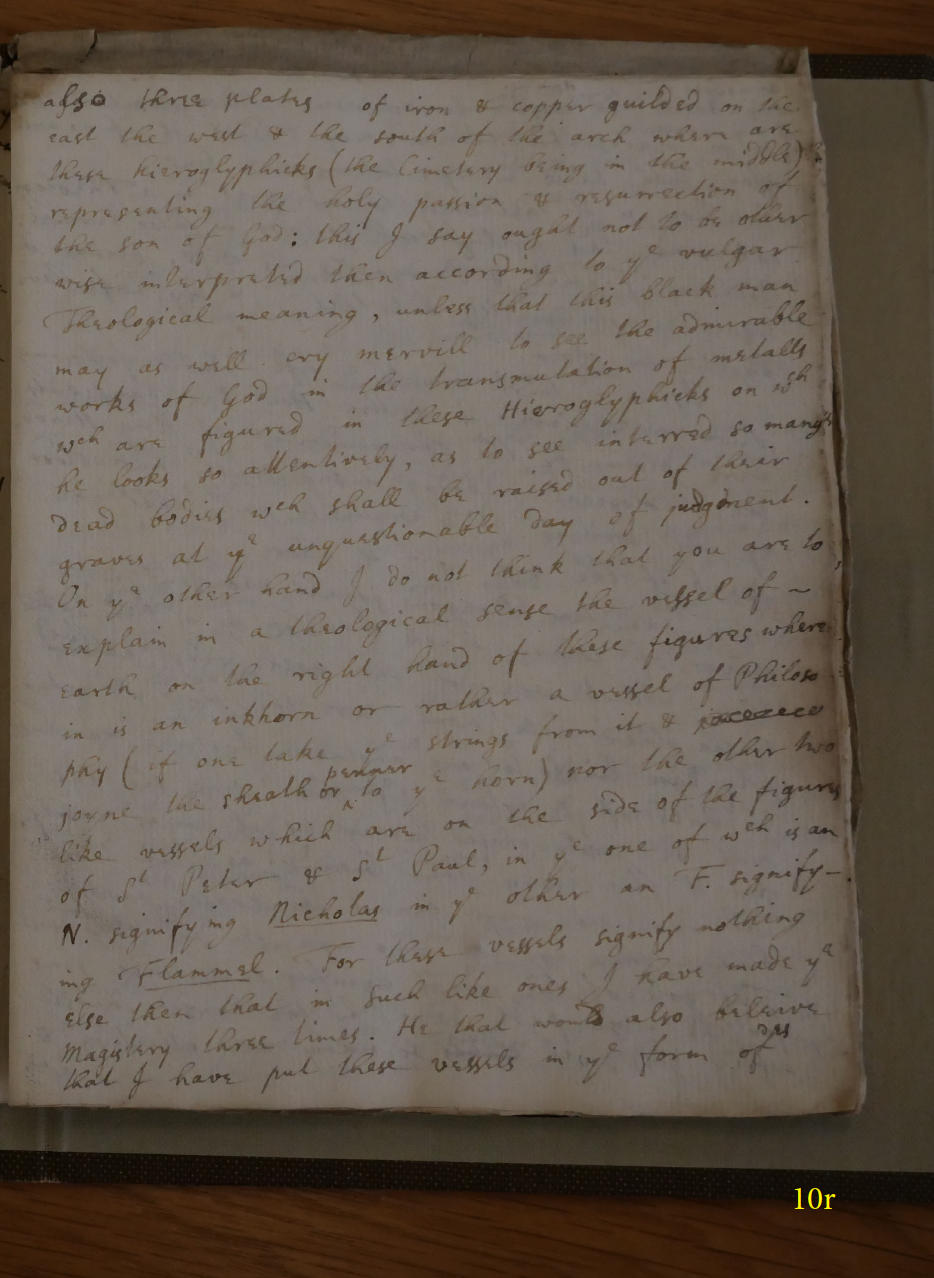 also three plates of iron & copper guilded on the
east the west & the south of the arch where are
these Hieroglyphicks (the Cimetery being in the middle)
representing the holy passion & resurrection of
the son of God: this I say ought not to be other
wise interpreted then according to yᵉ vulgar
Theological meaning, unless that this black man
may as well cry mervill to see the admirable
works of God in the transmutation of metalls
wᶜʰ are figured in these Hieroglyphicks on wᶜʰ
he looks so attentively, as to see interred so many
dead bodies wᶜʰ shall be raised out of their
graves at yᵉ unquestionable day of judgment.
On yᵉ other hand I do not think that you are to
explain in a theological sense the vessel of ~
earth on the right hand of these figures where
in is an inkhorn or rather a vessel of Philoso
phy (if one take yᵉ strings from it &
joyne the sheath or penner to yᵉ horn) nor the other two
like vessels which are on the side of the figures
of Sᵗ Peter & Sᵗ Paul, in yᵉ one of wᶜʰ is an
N. signifying Nicholas in yᵉ other an F. signify-
ing Flammel. For these vessels signify nothing
else then that in such like ones I have made yᵉ
Magistery three times. He that would also beleive
that I have put these vessels in yᵉ form of
10r